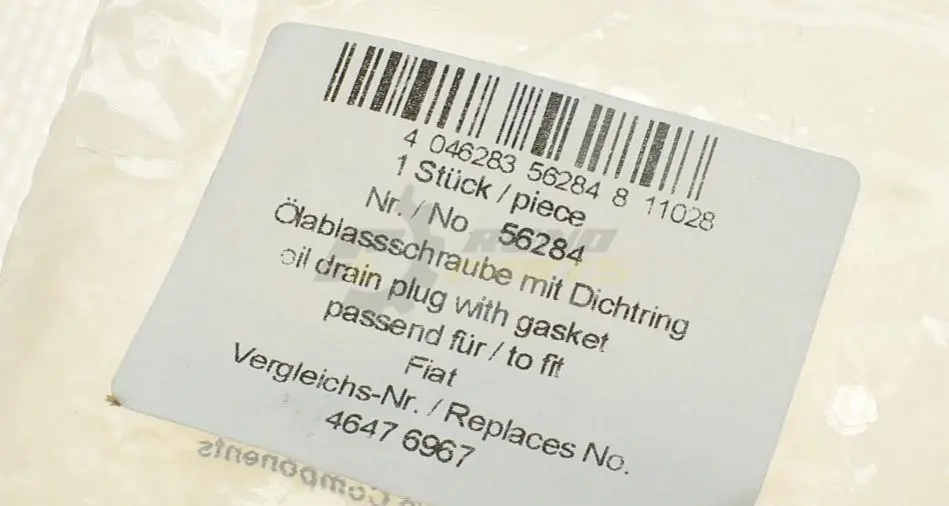 4 046283 56284 8 11028
1 Stück / piece
Nr. / No 56284
Ölablassschraube mit Dichtring
oil drain plug with gasket
passend für / to fit
Fiat
Vergleichs-Nr. / Replaces No.
4647 6967
Components